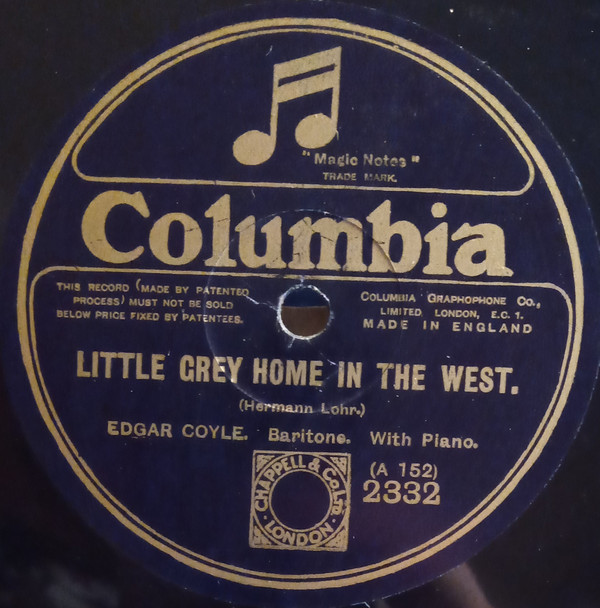 "Magic Notes"
TRADE MARK.
Columbia
THIS RECORD (MADE BY PATENTED
PROCESS) MUST NOT BE SOLD
BELOW PRICE FIXED BY PATENTEES.
COLUMBIA GRAPHOPHONE CO.,
LIMITED, LONDON, E.C. 1.
MADE IN ENGLAND
LITTLE GREY HOME IN THE WEST.
(Hermann Lohr.)
EDGAR COYLE. Baritone. With Piano.
CHAPPELL & CO LTD
LONDON
(A 152)
2332